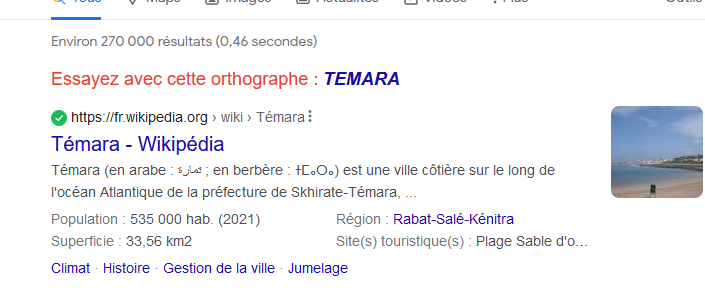 Tous Maps Images Actualités Vidéos Plus Outils
Environ 270 000 résultats (0,46 secondes)
Essayez avec cette orthographe : TEMARA
https://fr.wikipedia.org › wiki › Témara
Témara - Wikipédia
Témara (en arabe : تمارة ; en berbère : ⵜⵎⴰⵔⴰ) est une ville côtière sur le long de
l'océan Atlantique de la préfecture de Skhirate-Témara, ...
Population : 535 000 hab. (2021) Région : Rabat-Salé-Kénitra
Superficie : 33,56 km2 Site(s) touristique(s) : Plage Sable d'o...
Climat · Histoire · Gestion de la ville · Jumelage